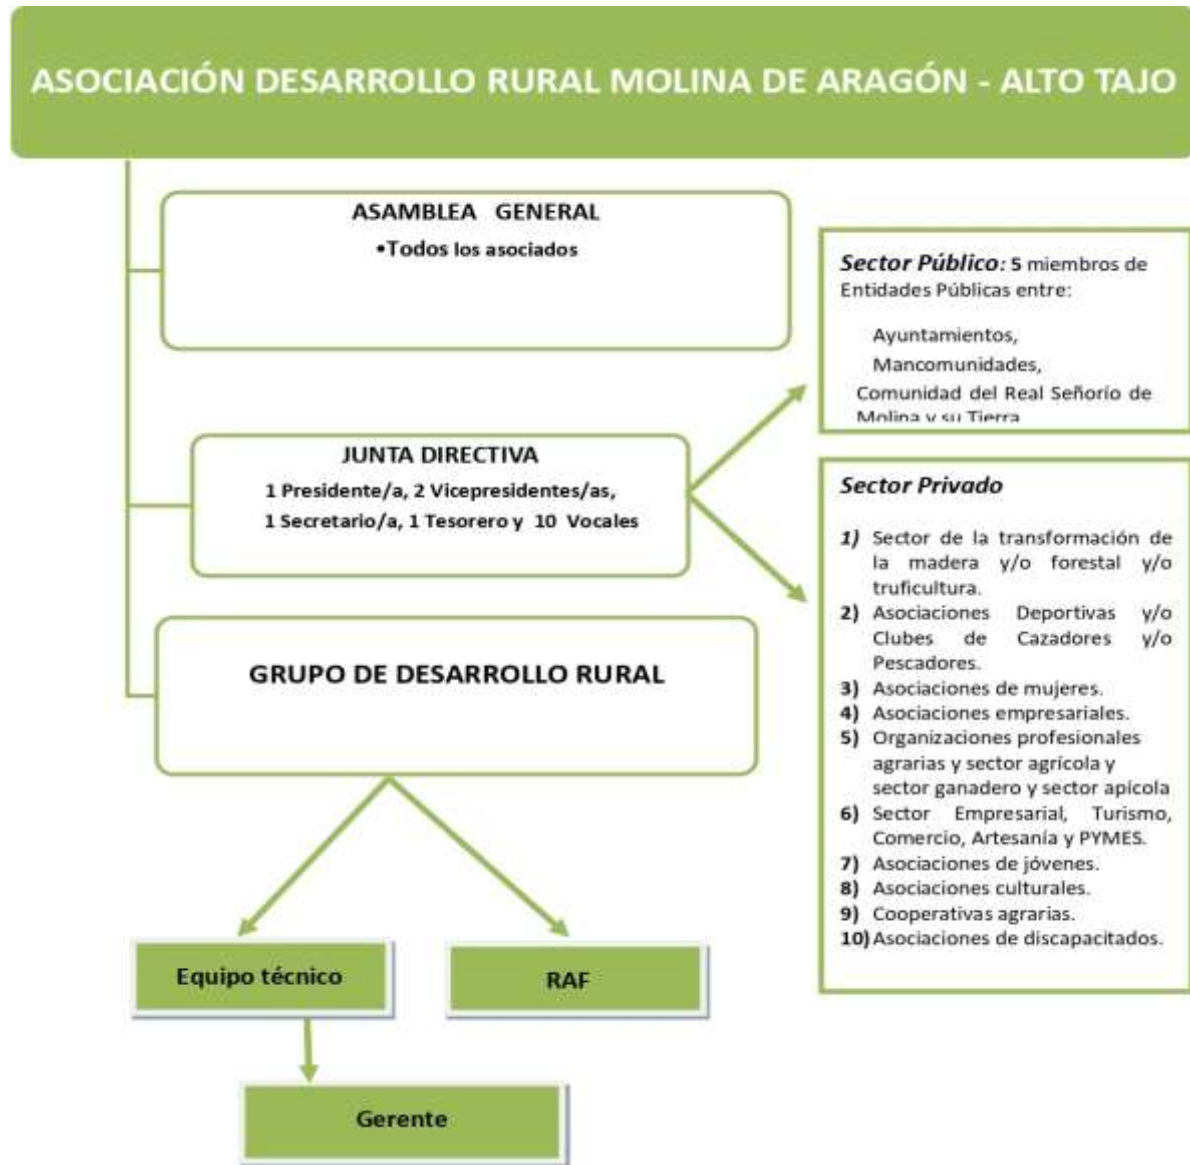 ASOCIACIÓN DESARROLLO RURAL MOLINA DE ARAGÓN - ALTO TAJO
ASAMBLEA GENERAL
•Todos los asociados
Sector Público: 5 miembros de
Entidades Públicas entre:
Ayuntamientos,
Mancomunidades,
Comunidad del Real Señorío de
Molina y su Tierra
JUNTA DIRECTIVA
1 Presidente/a, 2 Vicepresidentes/as,
1 Secretario/a, 1 Tesorero y 10 Vocales
Sector Privado
1) Sector de la transformación de
la madera y/o forestal y/o
truficultura.
2) Asociaciones Deportivas y/o
Clubes de Cazadores y/o
Pescadores.
3) Asociaciones de mujeres.
4) Asociaciones empresariales.
5) Organizaciones profesionales
agrarias y sector agrícola y
sector ganadero y sector apícola
6) Sector Empresarial, Turismo,
Comercio, Artesanía y PYMES.
7) Asociaciones de jóvenes.
8) Asociaciones culturales.
9) Cooperativas agrarias.
10) Asociaciones de discapacitados.
GRUPO DE DESARROLLO RURAL
Equipo técnico
RAF
Gerente